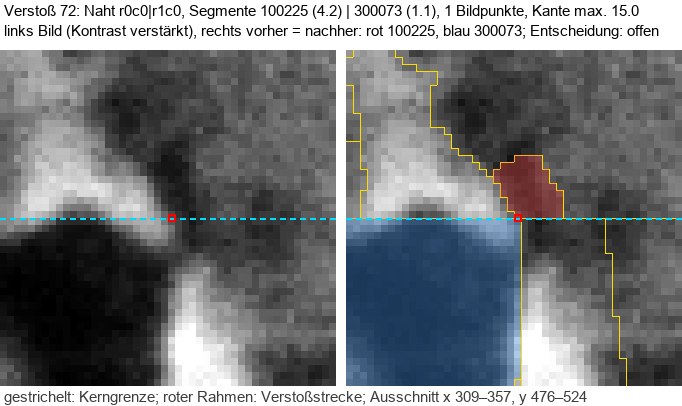 Verstoß 72: Naht r0c0|r1c0, Segmente 100225 (4.2) | 300073 (1.1), 1 Bildpunkte, Kante max. 15.0
links Bild (Kontrast verstärkt), rechts vorher = nachher: rot 100225, blau 300073; Entscheidung: offen
gestrichelt: Kerngrenze; roter Rahmen: Verstoßstrecke; Ausschnitt x 309–357, y 476–524